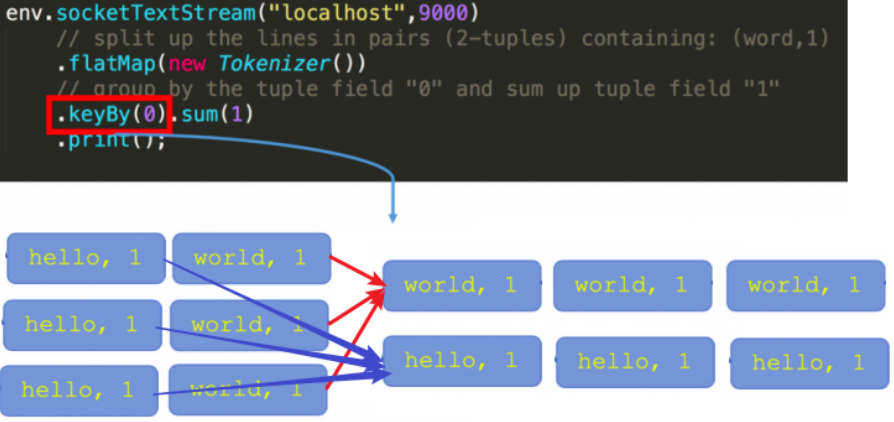 env.socketTextStream("localhost",9000)
// split up the lines in pairs (2-tuples) containing: (word,1)
.flatMap(new Tokenizer())
// group by the tuple field "0" and sum up tuple field "1"
.keyBy(0).sum(1)
.print();
hello, 1 world, 1
world, 1 world, 1 world, 1
hello, 1 world, 1
hello, 1 hello, 1 hello, 1
hello, 1 world, 1